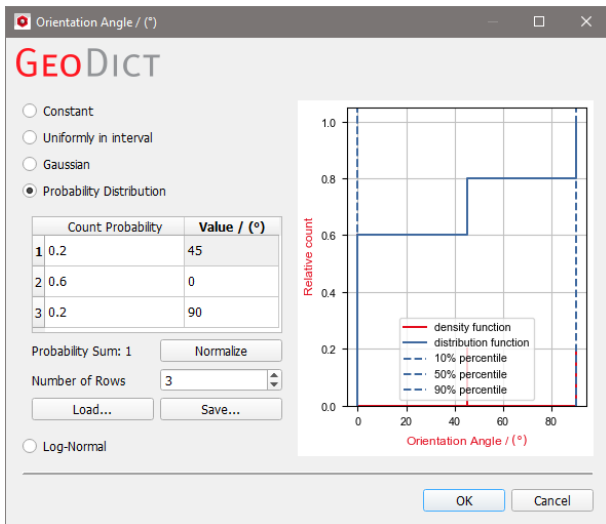 Orientation Angle / (°)
GEODICT
Constant
Uniformly in interval
Gaussian
Probability Distribution
Count Probability Value / (°)
1 0.2 45
2 0.6 0
3 0.2 90
Probability Sum: 1 Normalize
Number of Rows 3
Load... Save...
Log-Normal
1.0
0.8
0.6
0.4
0.2
0.0
Relative count
density function
distribution function
10% percentile
50% percentile
90% percentile
0 20 40 60 80
Orientation Angle / (°)
OK Cancel